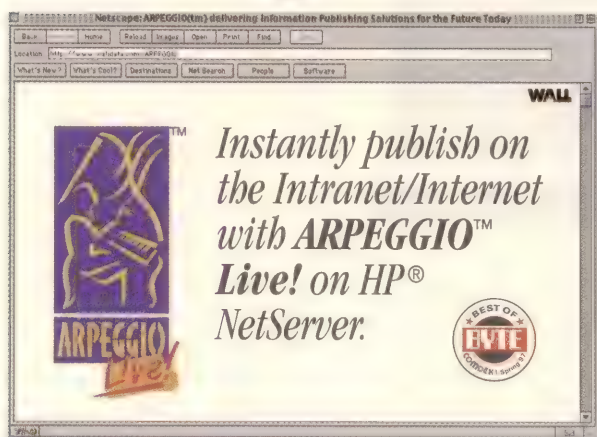 Netscape: ARPEGGIO(tm) delivering Information Publishing Solutions for the Future Today
Back Home Reload Images Open Print Find
Location:
What's New? What's Cool? Destinations Net Search People Software
WALL
Instantly publish on
the Intranet/Internet
with ARPEGGIO™
Live! on HP®
NetServer.
TM
ARPEGGIO
Live!
BEST OF
BYTE
COMDEX/Spring 97